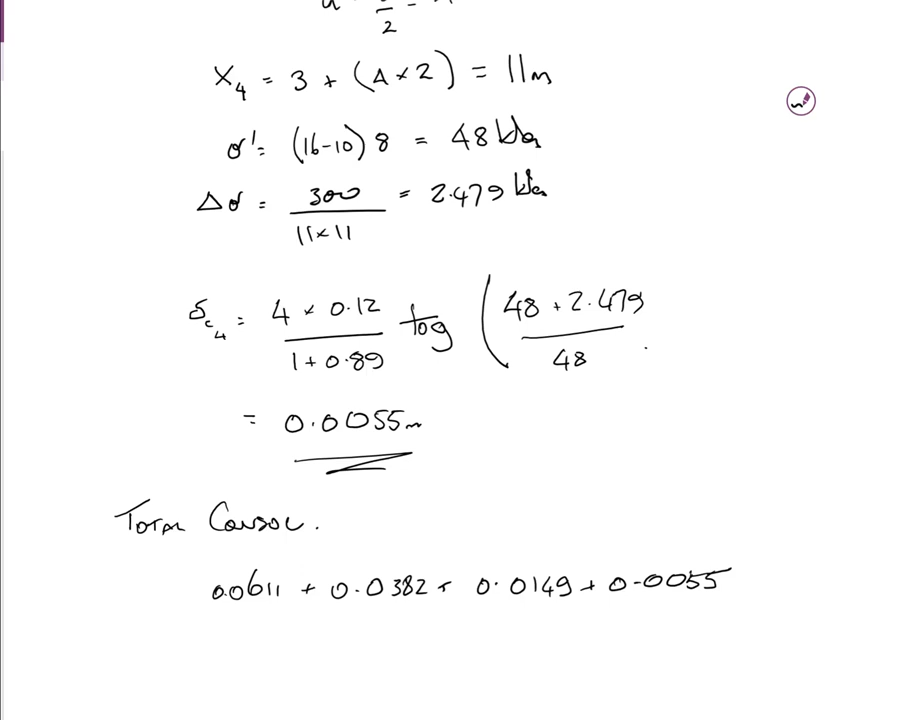 2
X₄ = 3 + (4 × 2) = 11m
σ' = (16-10) 8 = 48 kPa
Δσ = 300 / 11×11 = 2.479 kPa
δc₄ = 4 × 0.12 / 1 + 0.89 log ( 48 + 2.479 / 48
= 0.0055m
Total Consol.
0.0611 + 0.0382 + 0.0149 + 0.0055